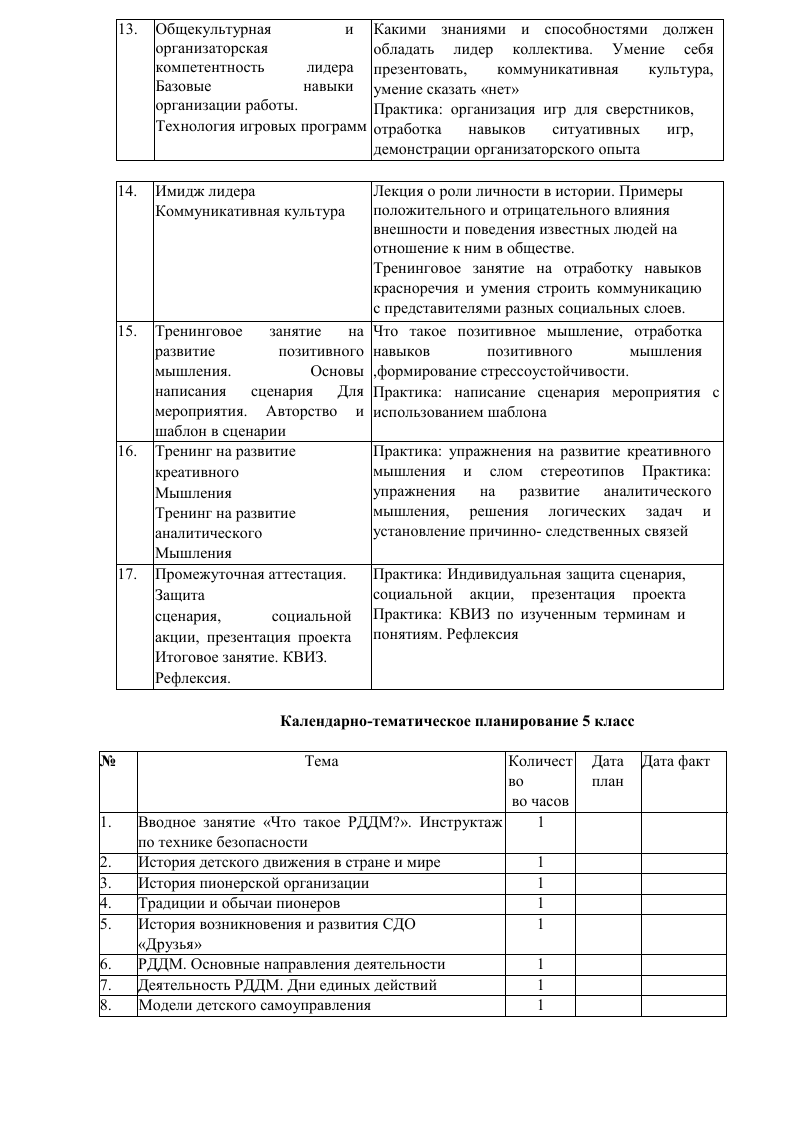 13.
Общекультурная и
организаторская
компетентность лидера
Базовые навыки
организации работы.
Технология игровых программ
Какими знаниями и способностями должен
обладать лидер коллектива. Умение себя
презентовать, коммуникативная культура,
умение сказать «нет»
Практика: организация игр для сверстников,
отработка навыков ситуативных игр,
демонстрации организаторского опыта
14.
Имидж лидера
Коммуникативная культура
Лекция о роли личности в истории. Примеры
положительного и отрицательного влияния
внешности и поведения известных людей на
отношение к ним в обществе.
Тренинговое занятие на отработку навыков
красноречия и умения строить коммуникацию
с представителями разных социальных слоев.
15.
Тренинговое занятие на
развитие позитивного
мышления. Основы
написания сценария Для
мероприятия. Авторство и
шаблон в сценарии
Что такое позитивное мышление, отработка
навыков позитивного мышления
,формирование стрессоустойчивости.
Практика: написание сценария мероприятия с
использованием шаблона
16.
Тренинг на развитие
креативного
Мышления
Тренинг на развитие
аналитического
Мышления
Практика: упражнения на развитие креативного
мышления и слом стереотипов Практика:
упражнения на развитие аналитического
мышления, решения логических задач и
установление причинно- следственных связей
17.
Промежуточная аттестация.
Защита
сценария, социальной
акции, презентация проекта
Итоговое занятие. КВИЗ.
Рефлексия.
Практика: Индивидуальная защита сценария,
социальной акции, презентация проекта
Практика: КВИЗ по изученным терминам и
понятиям. Рефлексия
Календарно-тематическое планирование 5 класс
№
Тема
Количест
во
во часов
Дата
план
Дата факт
1.
Вводное занятие «Что такое РДДМ?». Инструктаж
по технике безопасности
1
2. История детского движения в стране и мире 1
3. История пионерской организации 1
4. Традиции и обычаи пионеров 1
5.
История возникновения и развития СДО
«Друзья»
1
6. РДДМ. Основные направления деятельности 1
7. Деятельность РДДМ. Дни единых действий 1
8. Модели детского самоуправления 1